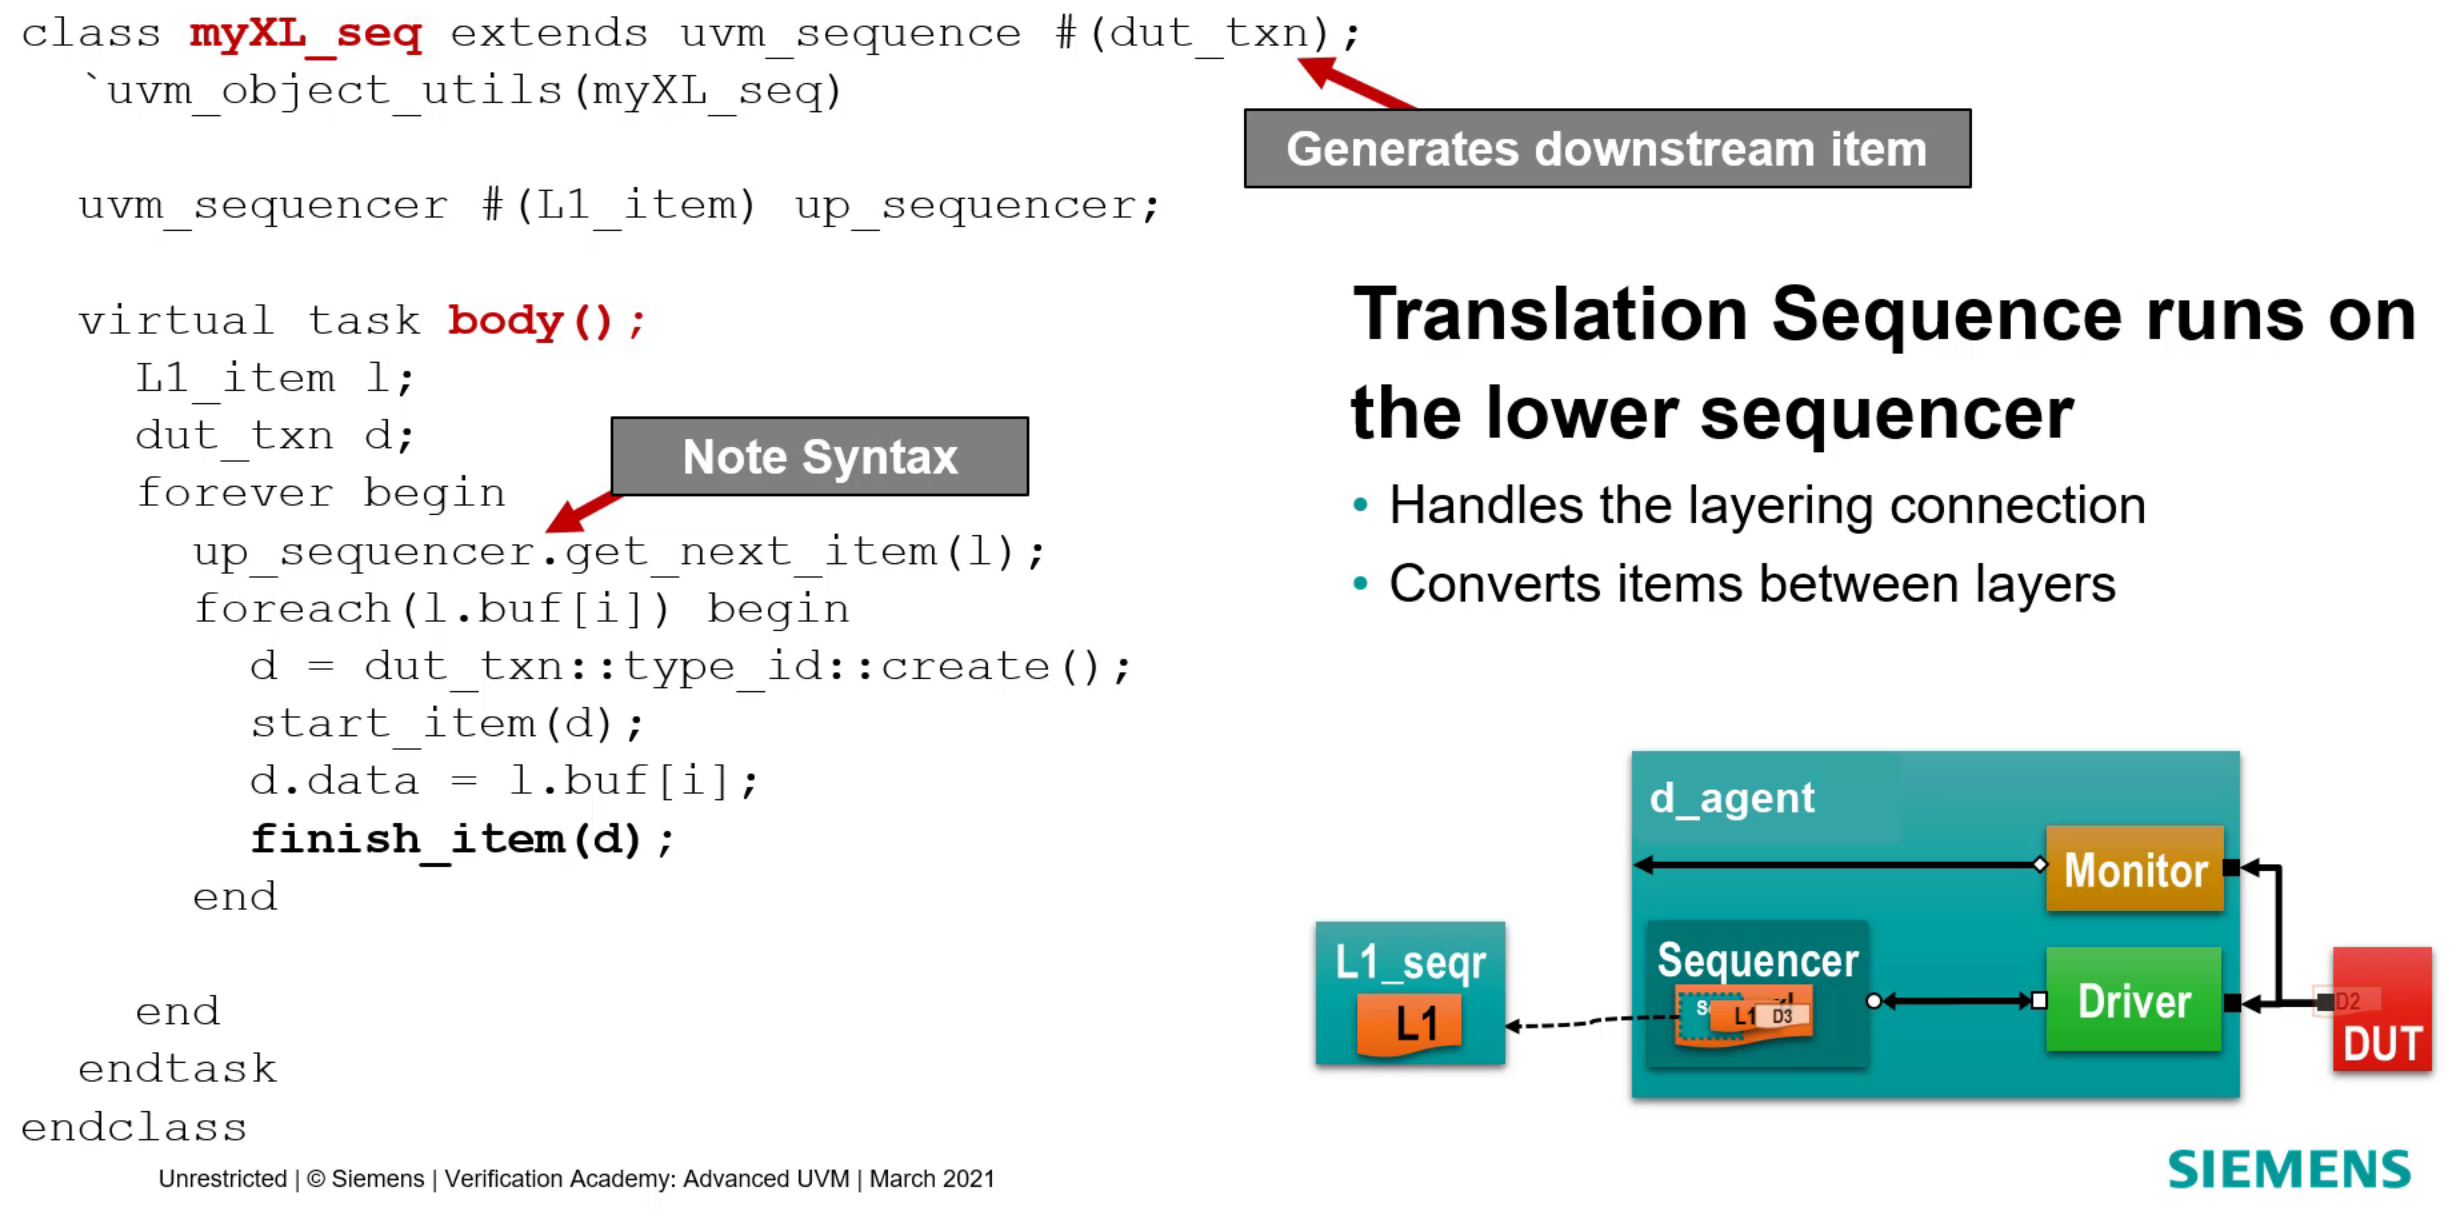 class myXL_seq extends uvm_sequence #(dut_txn);
`uvm_object_utils(myXL_seq)
Generates downstream item
uvm_sequencer #(L1_item) up_sequencer;
virtual task body();
L1_item l;
dut_txn d;
forever begin
Note Syntax
up_sequencer.get_next_item(l);
foreach(l.buf[i]) begin
d = dut_txn::type_id::create();
start_item(d);
d.data = l.buf[i];
finish_item(d);
end
end
endtask
endclass
Translation Sequence runs on
the lower sequencer
• Handles the layering connection
• Converts items between layers
d_agent
Monitor
L1_seqr
L1
Sequencer
L1
D3
Driver
D2
DUT
Unrestricted | © Siemens | Verification Academy: Advanced UVM | March 2021
SIEMENS